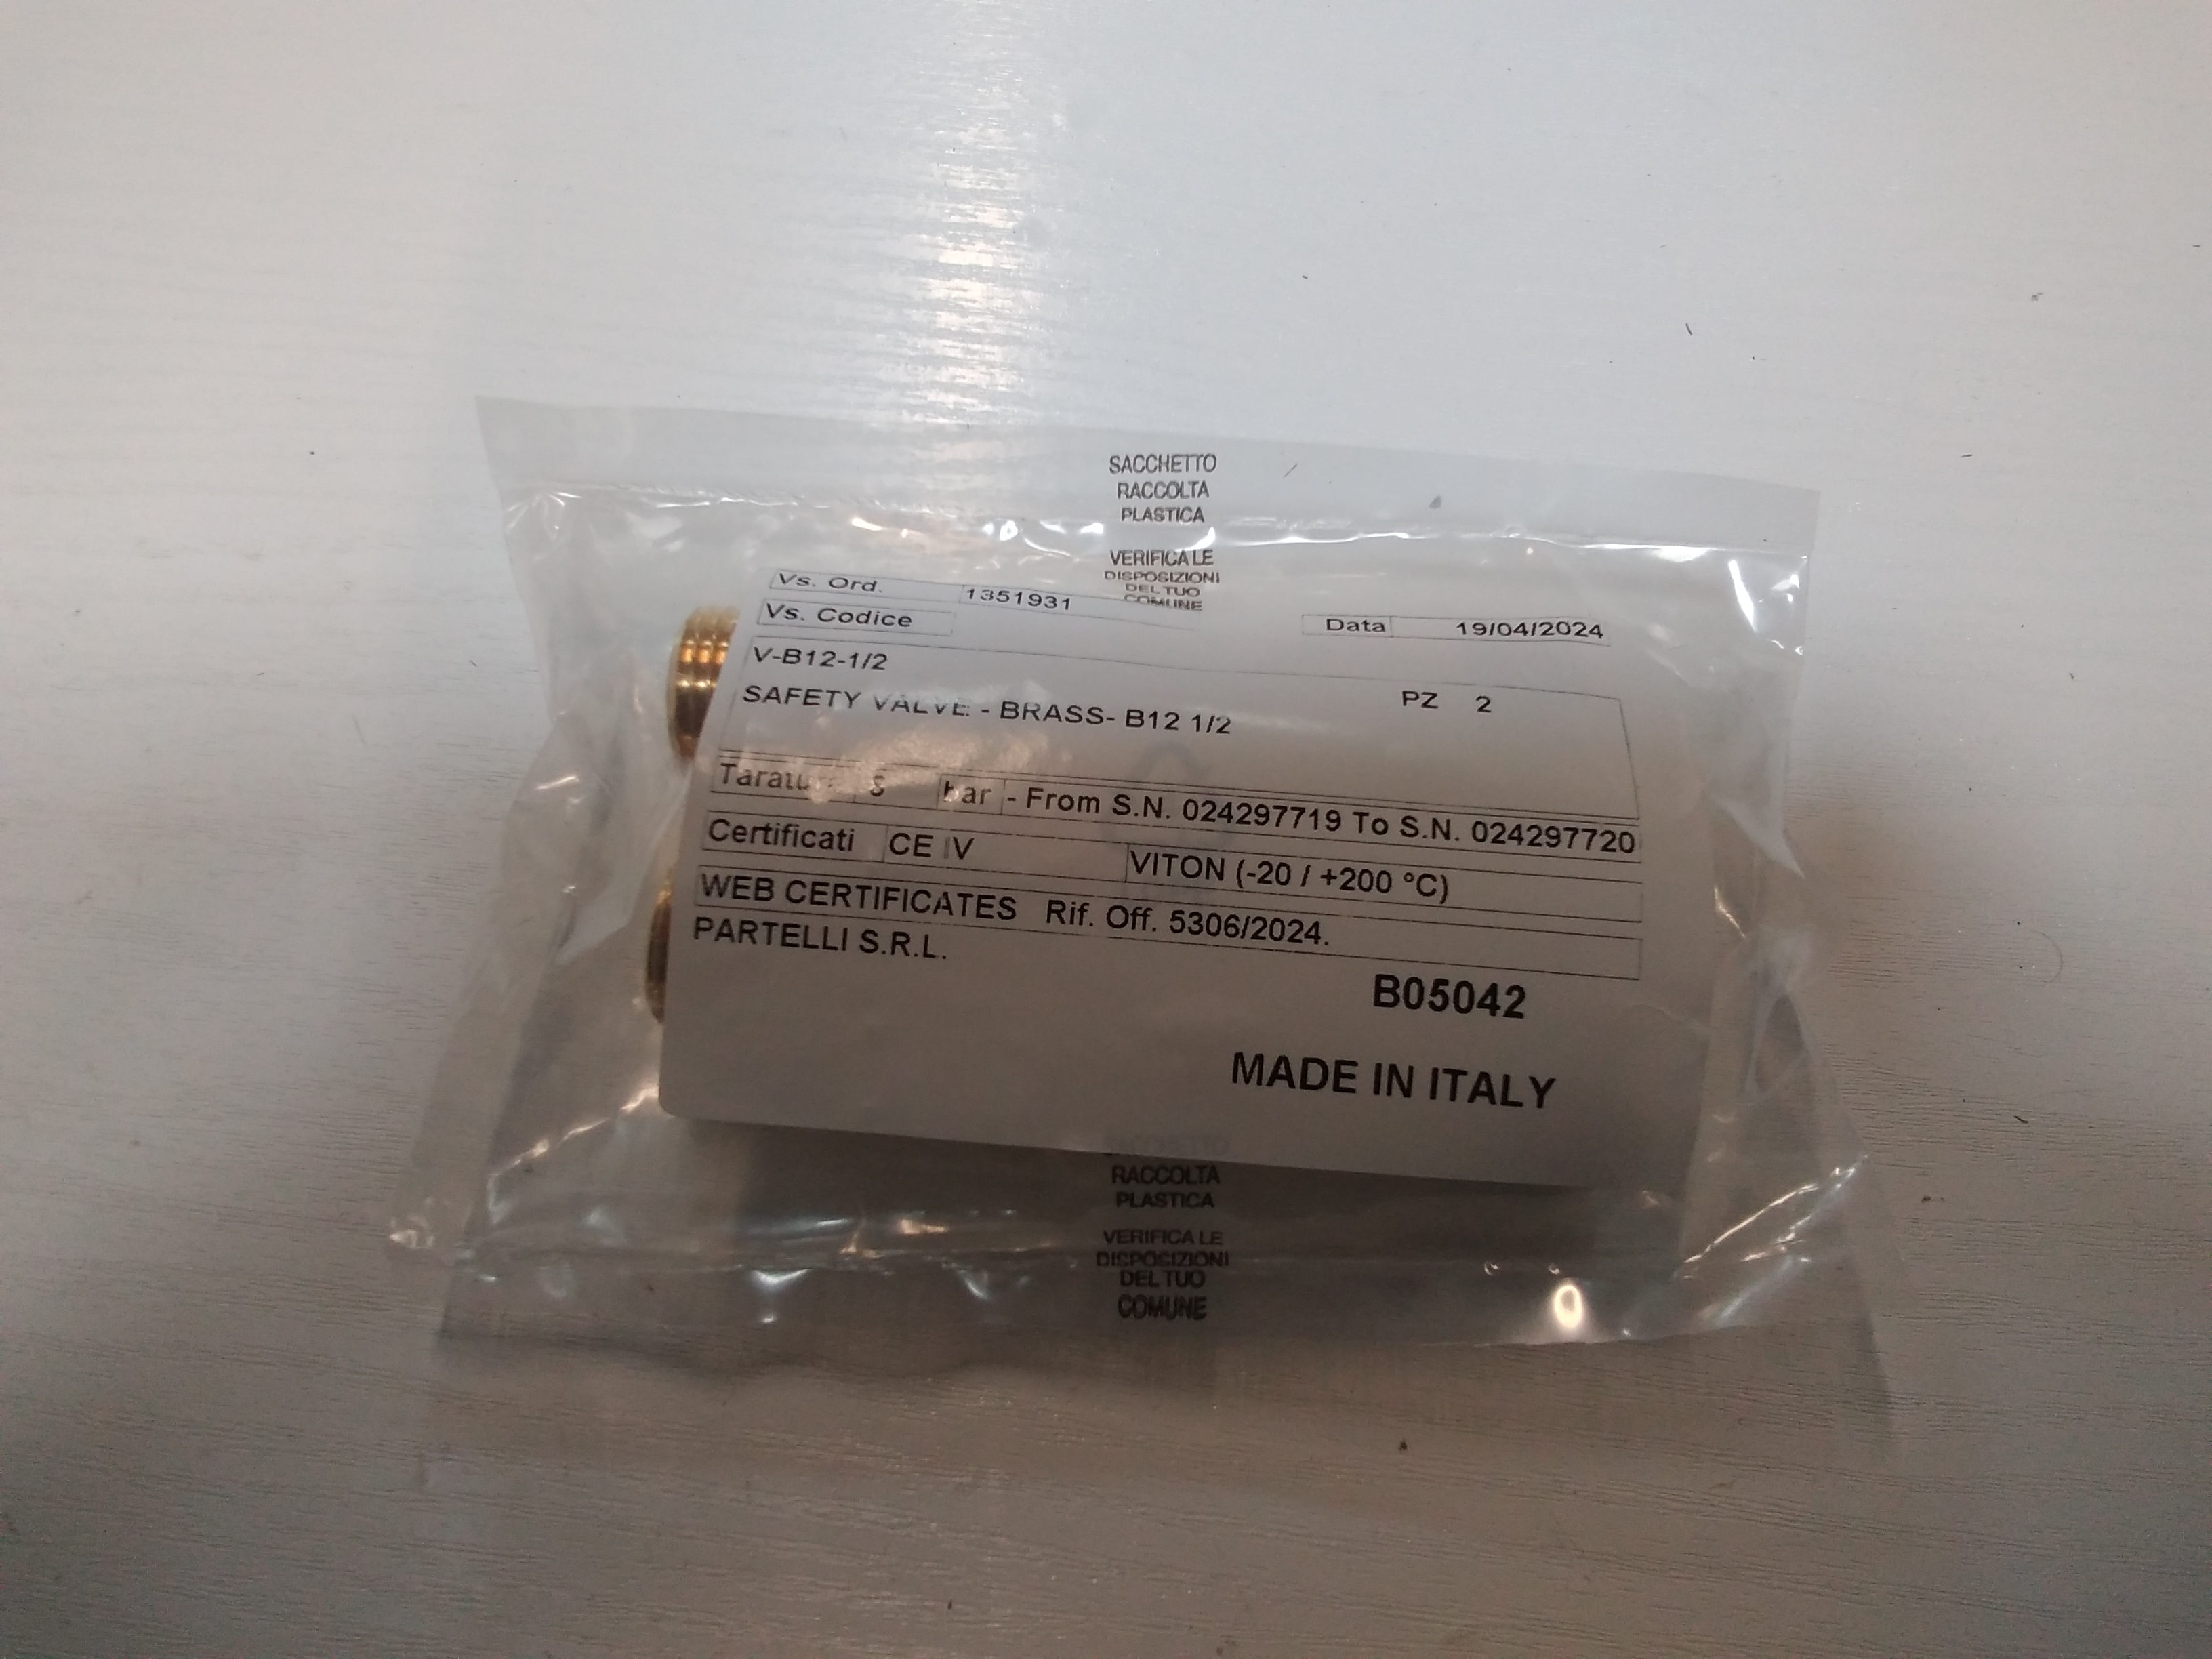 SACCHETTO
RACCOLTA
PLASTICA
VERIFICA LE
DISPOSIZIONI
DEL TUO
COMUNE
Vs. Ord. 1351931
Vs. Codice Data 19/04/2024
V-B12-1/2
SAFETY VALVE - BRASS- B12 1/2 PZ 2
bar - From S.N. 024297719 To S.N. 024297720
Certificati CE IV VITON (-20 / +200 °C)
WEB CERTIFICATES Rif. Off. 5306/2024.
PARTELLI S.R.L.
B05042
MADE IN ITALY
SACCHETTO
RACCOLTA
PLASTICA
VERIFICA LE
DISPOSIZIONI
DEL TUO
COMUNE